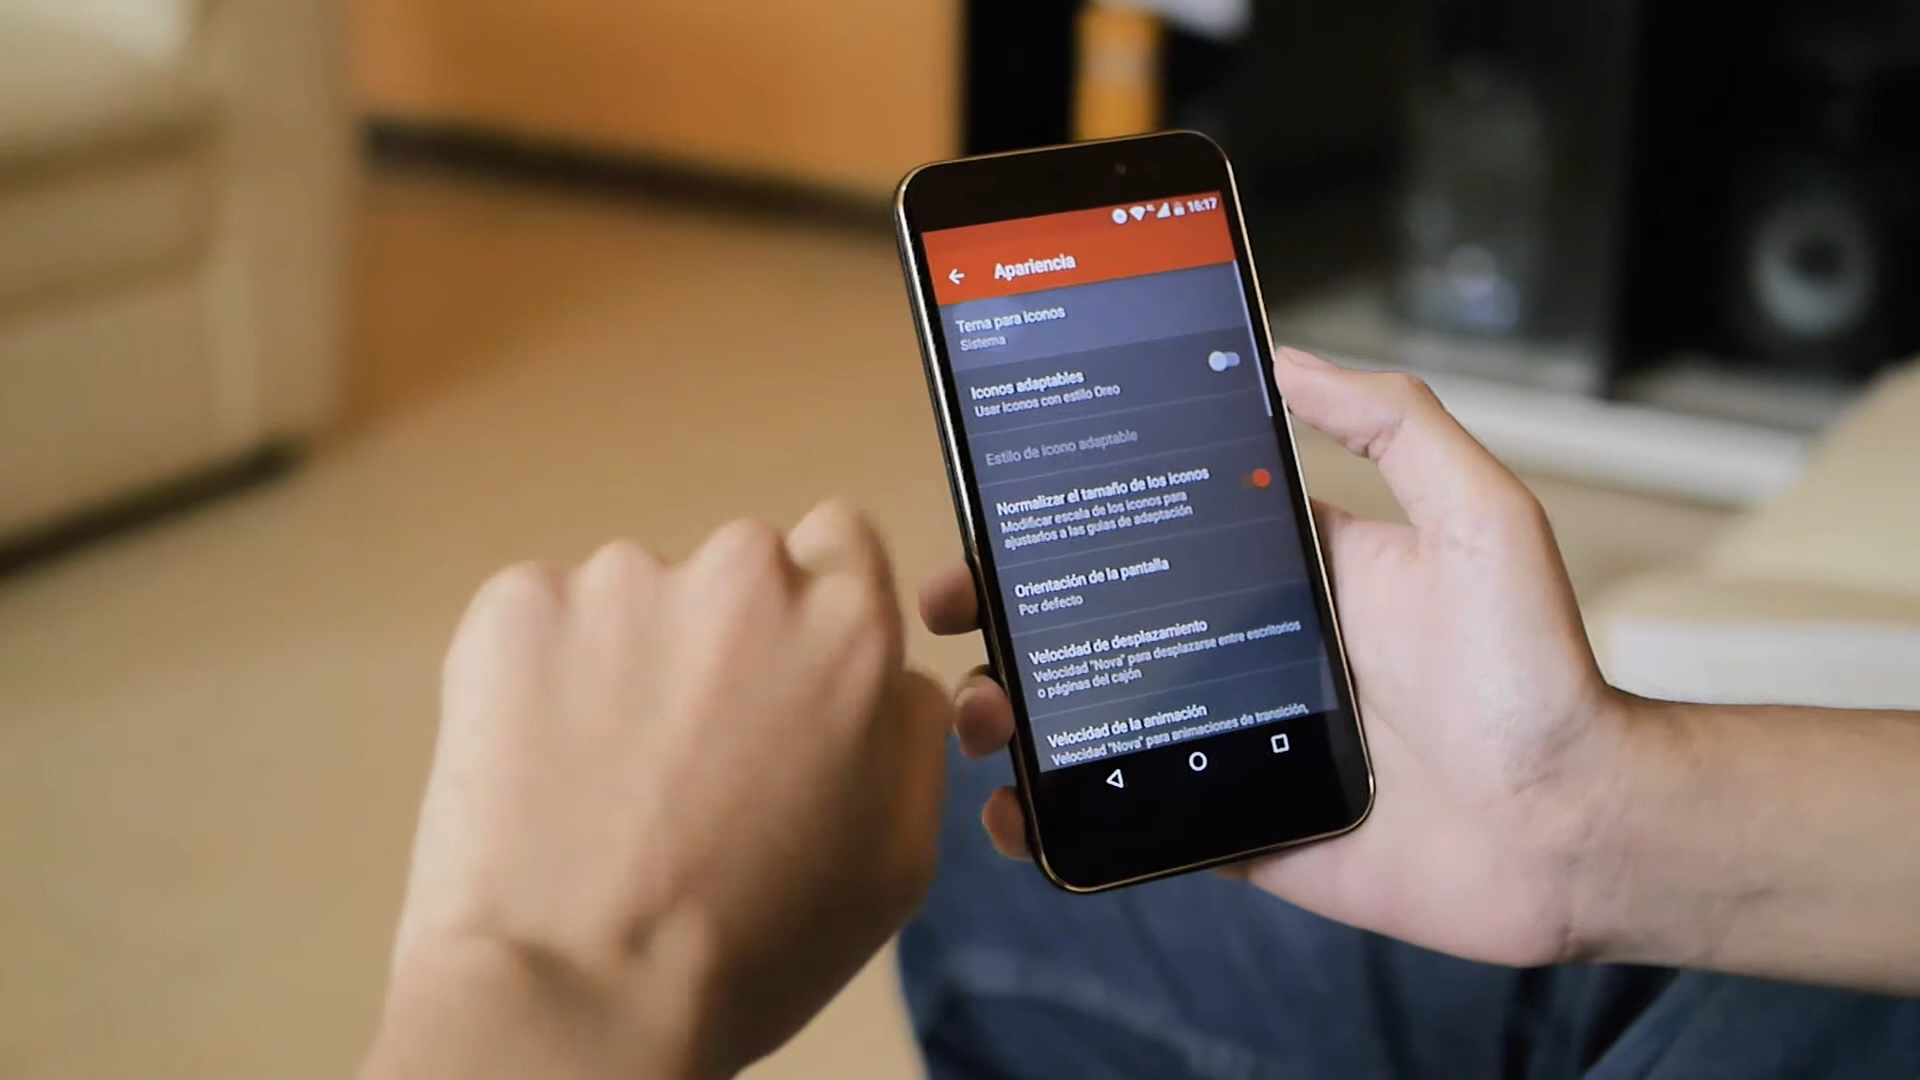 16:17
Apariencia
Tema para iconos
Sistema
Iconos adaptables
Usar iconos con estilo Oreo
Estilo de icono adaptable
Normalizar el tamaño de los iconos
Modificar escala de los iconos para
ajustarlos a las guías de adaptación
Orientación de la pantalla
Por defecto
Velocidad de desplazamiento
Velocidad "Nova" para desplazarse entre escritorios
o páginas del cajón
Velocidad de la animación
Velocidad "Nova" para animaciones de transición,